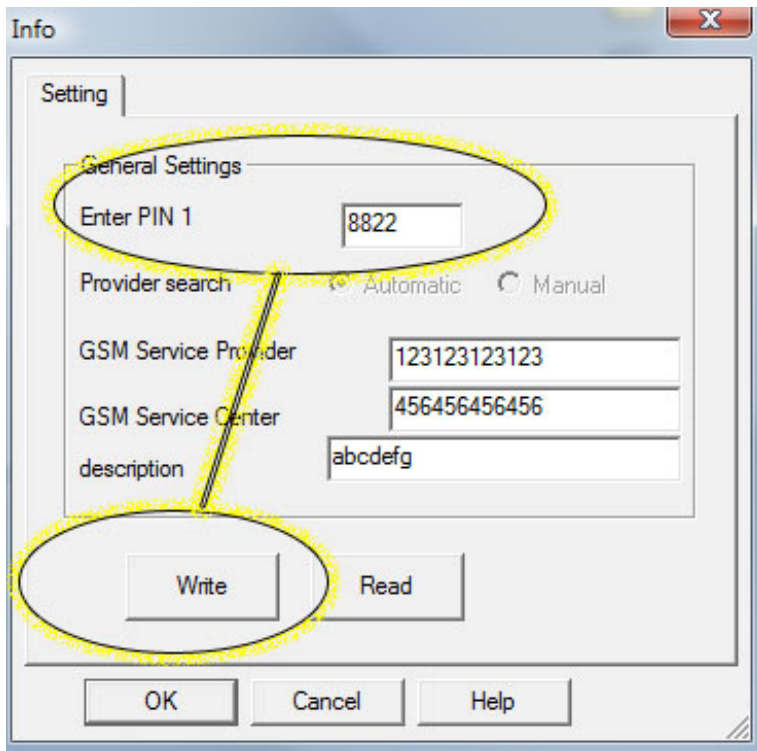 Info
Setting
General Settings
Enter PIN 1 8822
Provider search Automatic Manual
GSM Service Provider 123123123123
GSM Service Center 456456456456
description abcdefg
Write Read
OK Cancel Help